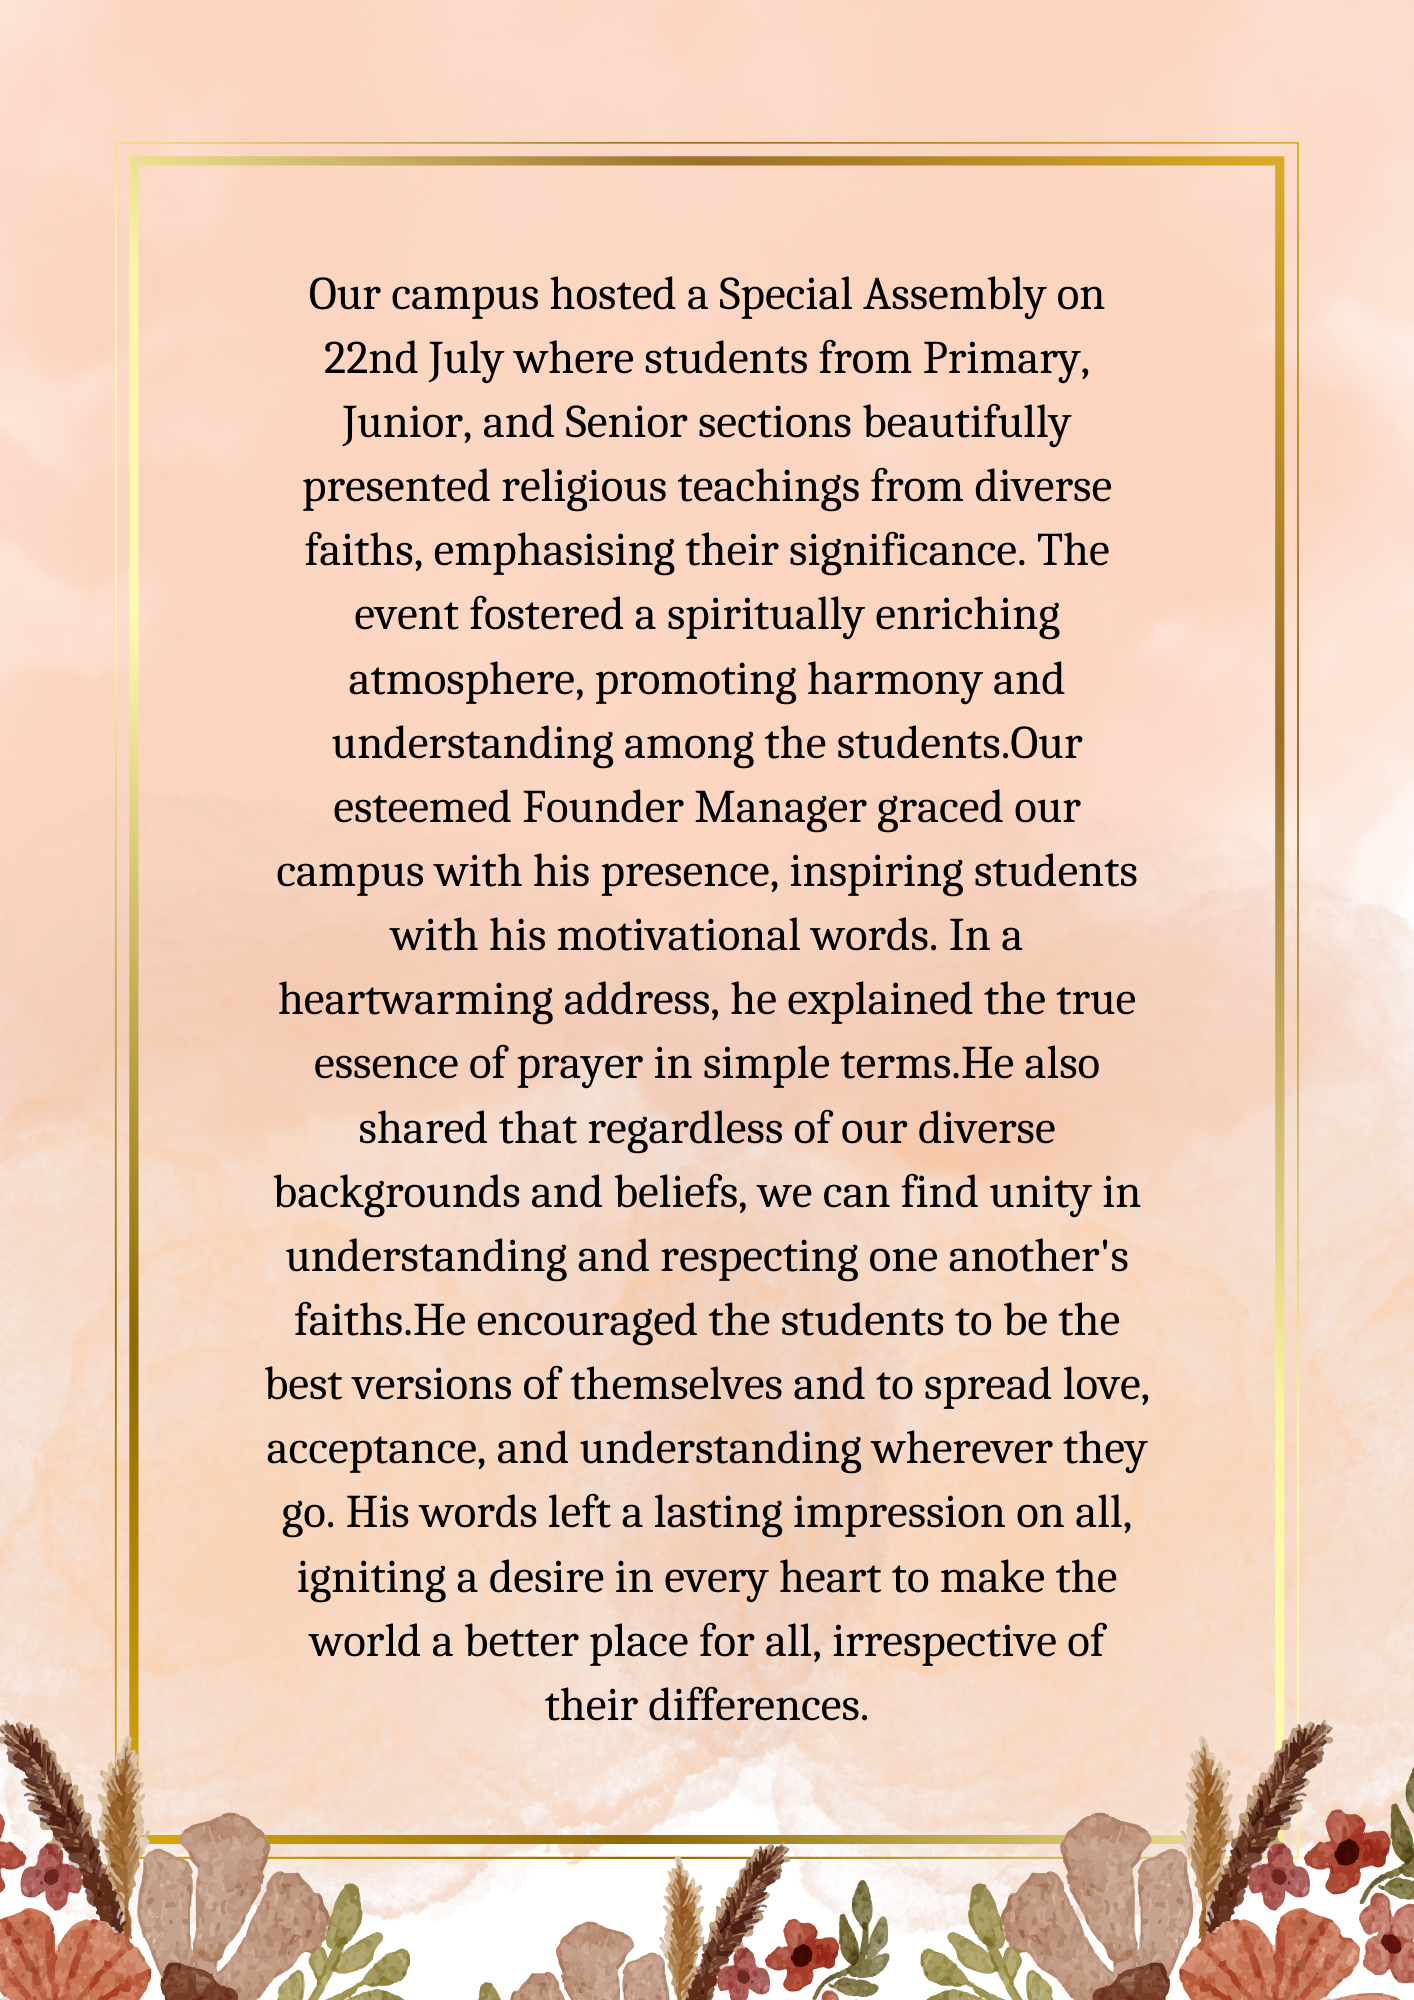 Our campus hosted a Special Assembly on
22nd July where students from Primary,
Junior, and Senior sections beautifully
presented religious teachings from diverse
faiths, emphasising their significance. The
event fostered a spiritually enriching
atmosphere, promoting harmony and
understanding among the students.Our
esteemed Founder Manager graced our
campus with his presence, inspiring students
with his motivational words. In a
heartwarming address, he explained the true
essence of prayer in simple terms.He also
shared that regardless of our diverse
backgrounds and beliefs, we can find unity in
understanding and respecting one another's
faiths.He encouraged the students to be the
best versions of themselves and to spread love,
acceptance, and understanding wherever they
go. His words left a lasting impression on all,
igniting a desire in every heart to make the
world a better place for all, irrespective of
their differences.